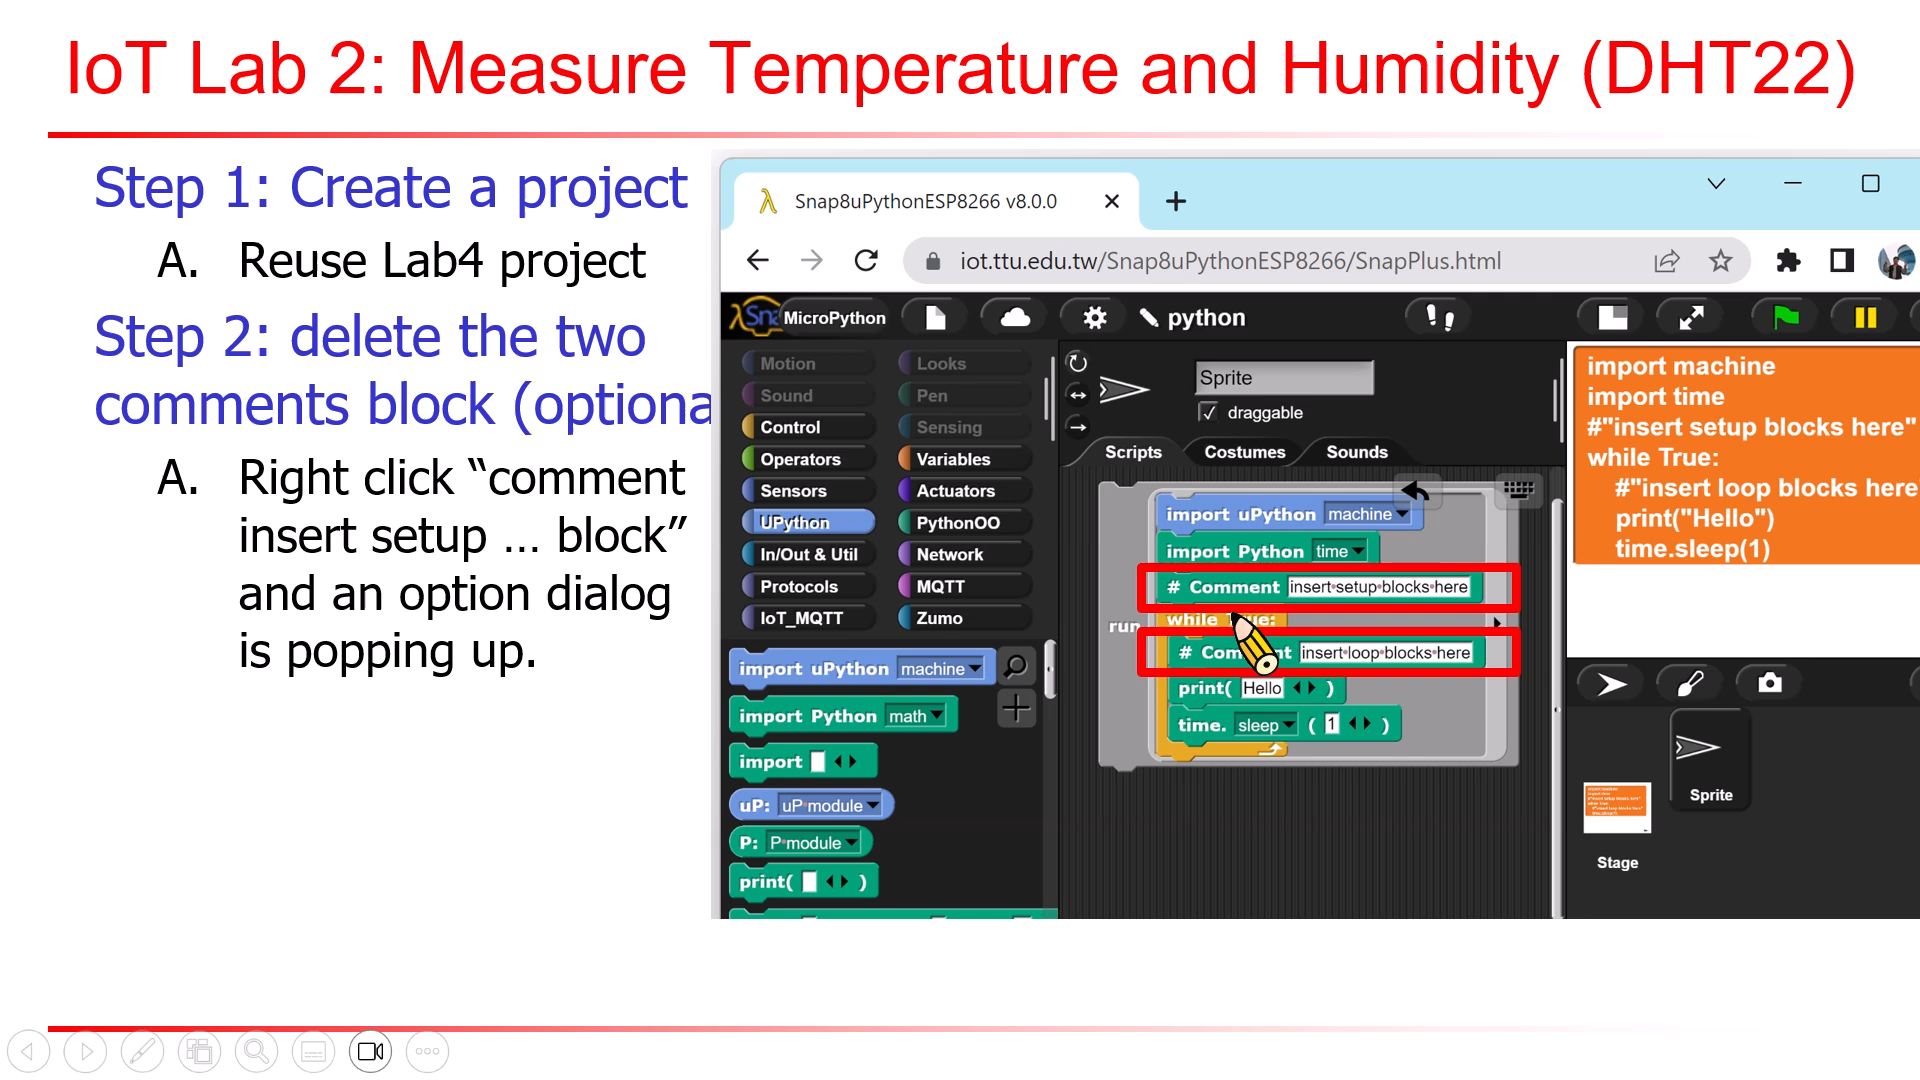 IoT Lab 2: Measure Temperature and Humidity (DHT22)
Step 1: Create a project
A. Reuse Lab4 project
Step 2: delete the two
comments block (optiona
A. Right click “comment
insert setup … block”
and an option dialog
is popping up.
Snap8uPythonESP8266 v8.0.0
iot.ttu.edu.tw/Snap8uPythonESP8266/SnapPlus.html
MicroPython
python
Motion
Looks
Sound
Pen
Control
Sensing
Operators
Variables
Sensors
Actuators
UPython
PythonOO
In/Out & Util
Network
Protocols
MQTT
IoT_MQTT
Zumo
import uPython machine
import Python math
import
uP: uP module
P: P module
print( )
Sprite
draggable
Scripts
Costumes
Sounds
run
import uPython machine
import Python time
# Comment insert setup blocks here
while True:
# Comment insert loop blocks here
print( Hello )
time. sleep ( 1 )
import machine
import time
#"insert setup blocks here"
while True:
#"insert loop blocks here
print("Hello")
time.sleep(1)
Sprite
Stage